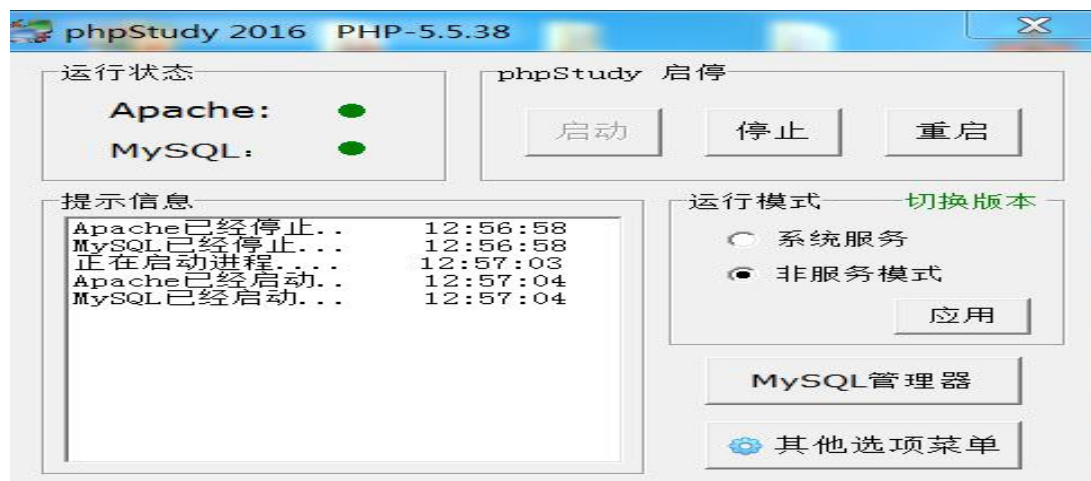 phpStudy 2016 PHP-5.5.38
运行状态
Apache:
MySQL:
phpStudy 启停
启动 停止 重启
提示信息
Apache已经停止.. 12:56:58
MySQL已经停止... 12:56:58
正在启动进程.... 12:57:03
Apache已经启动.. 12:57:04
MySQL已经启动... 12:57:04
运行模式 切换版本
系统服务
非服务模式
应用
MySQL管理器
其他选项菜单